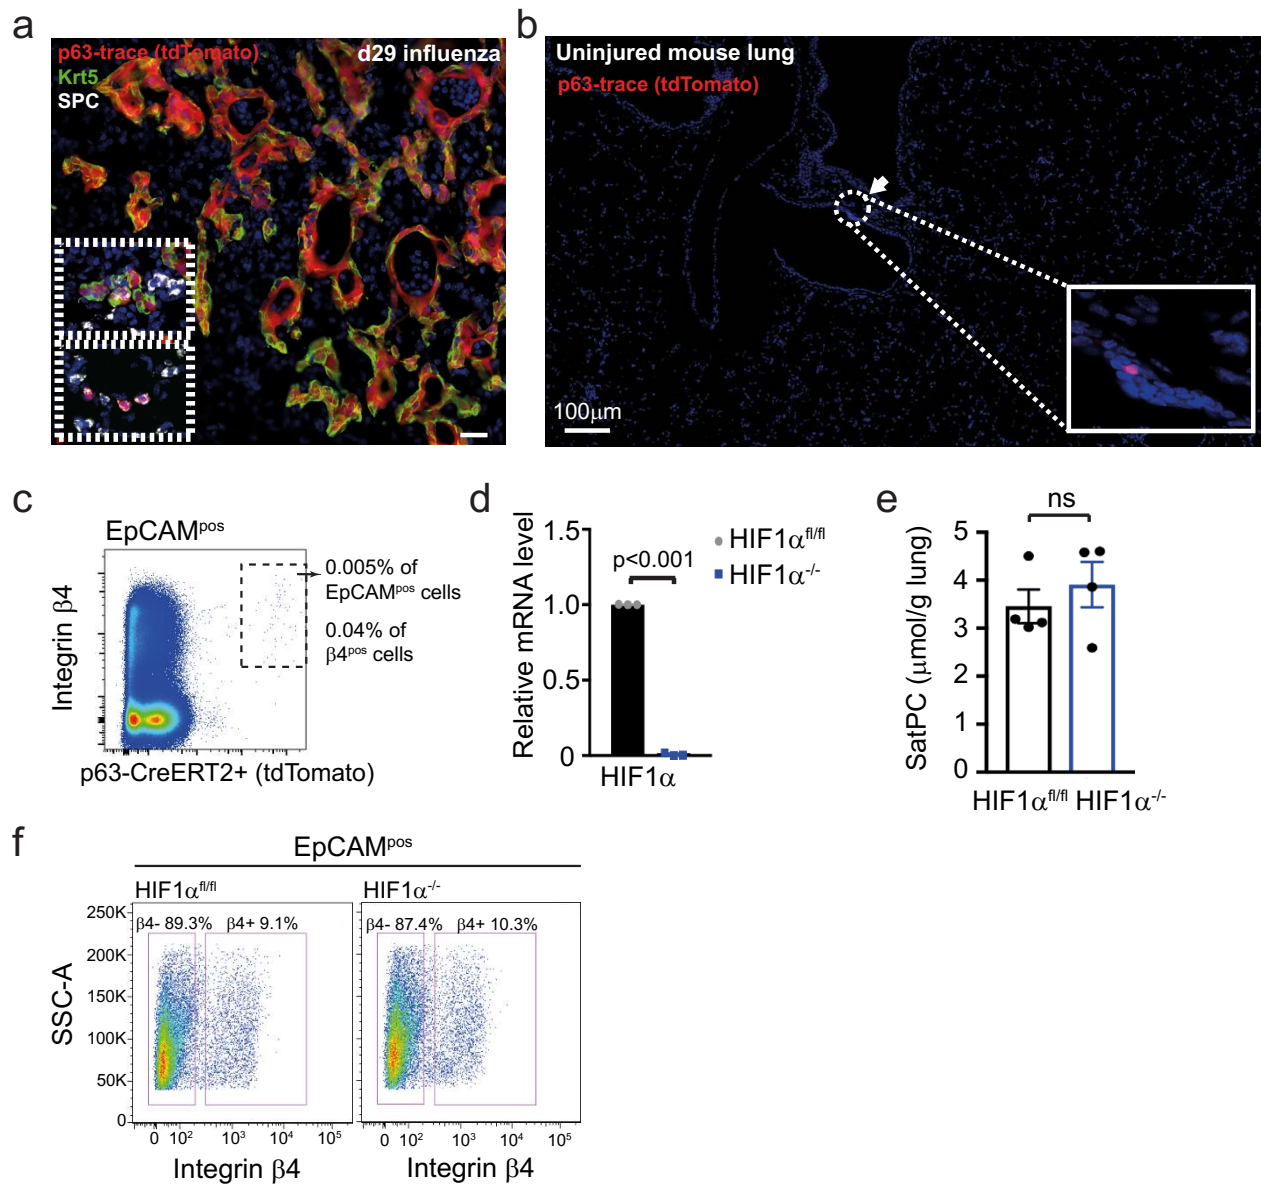 a
p63-trace (tdTomato)
d29 influenza
Krt5
SPC
b
Uninjured mouse lung
p63-trace (tdTomato)
100μm
c
EpCAMpos
Integrin β4
0.005% of
EpCAMpos cells
0.04% of
β4pos cells
p63-CreERT2+ (tdTomato)
d
Relative mRNA level
1.5
1.0
0.5
0
p<0.001
HIF1αfl/fl
HIF1α-/-
HIF1α
e
ns
SatPC (μmol/g lung)
5
4
3
2
1
0
HIF1αfl/fl HIF1α-/-
f
EpCAMpos
HIF1αfl/fl
HIF1α-/-
SSC-A
250K
200K
150K
100K
50K
0
β4- 89.3% β4+ 9.1%
β4- 87.4% β4+ 10.3%
0 10² 10³ 10⁴ 10⁵
0 10² 10³ 10⁴ 10⁵
Integrin β4
Integrin β4